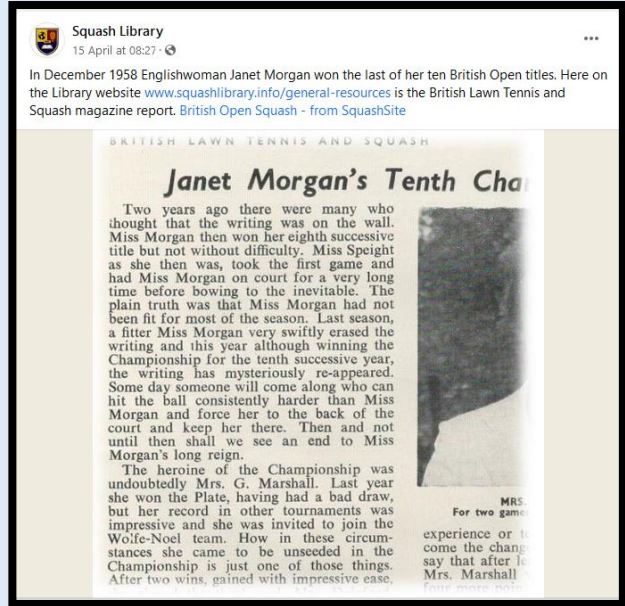 Squash Library
15 April at 08:27 ·
In December 1958 Englishwoman Janet Morgan won the last of her ten British Open titles. Here on
the Library website www.squashlibrary.info/general-resources is the British Lawn Tennis and
Squash magazine report. British Open Squash - from SquashSite
BRITISH LAWN TENNIS AND SQUASH
Janet Morgan's Tenth Cha
Two years ago there were many who
thought that the writing was on the wall.
Miss Morgan then won her eighth successive
title but not without difficulty. Miss Speight
as she then was, took the first game and
had Miss Morgan on court for a very long
time before bowing to the inevitable. The
plain truth was that Miss Morgan had not
been fit for most of the season. Last season,
a fitter Miss Morgan very swiftly erased the
writing and this year although winning the
Championship for the tenth successive year,
the writing has mysteriously re-appeared.
Some day someone will come along who can
hit the ball consistently harder than Miss
Morgan and force her to the back of the
court and keep her there. Then and not
until then shall we see an end to Miss
Morgan's long reign.
The heroine of the Championship was
undoubtedly Mrs. G. Marshall. Last year
she won the Plate, having had a bad draw,
but her record in other tournaments was
impressive and she was invited to join the
Wolfe-Noel team. How in these circum-
stances she came to be unseeded in the
Championship is just one of those things.
After two wins, gained with impressive ease,
MRS.
For two game
experience or
come the chang
say that after
Mrs. Marshall
four more